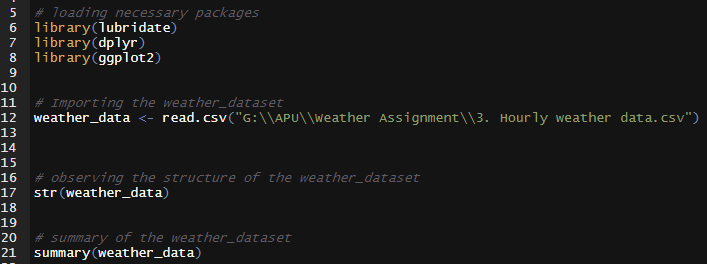 5 # loading necessary packages
6 library(lubridate)
7 library(dplyr)
8 library(ggplot2)
9
10
11 # Importing the weather_dataset
12 weather_data <- read.csv("G:\\APU\\Weather Assignment\\3. Hourly weather data.csv")
13
14
15
16 # observing the structure of the weather_dataset
17 str(weather_data)
18
19
20 # summary of the weather_dataset
21 summary(weather_data)